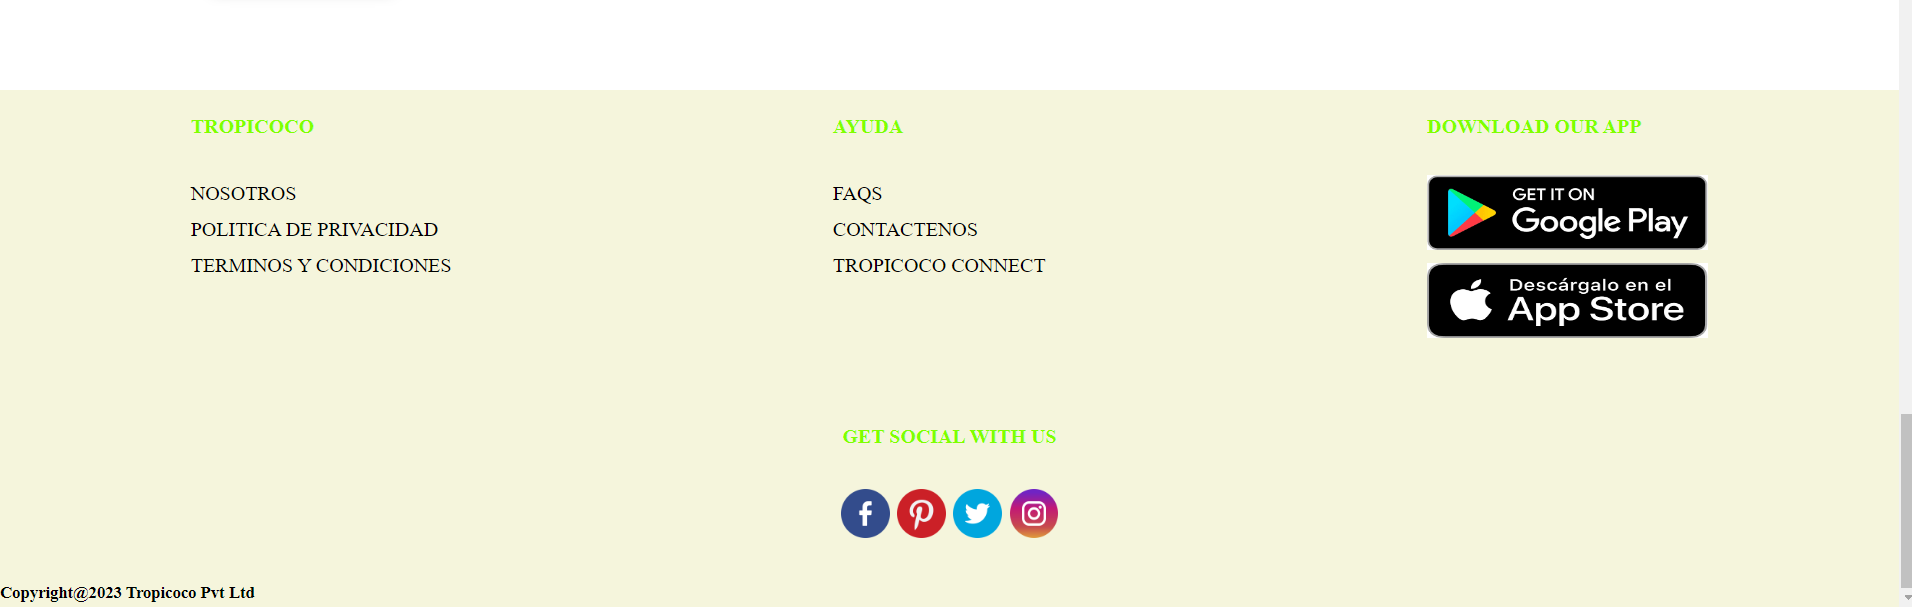 TROPICOCO
NOSOTROS
POLITICA DE PRIVACIDAD
TERMINOS Y CONDICIONES
AYUDA
FAQS
CONTACTENOS
TROPICOCO CONNECT
DOWNLOAD OUR APP
GET IT ON
Google Play
Descárgalo en el
App Store
GET SOCIAL WITH US
Copyright@2023 Tropicoco Pvt Ltd